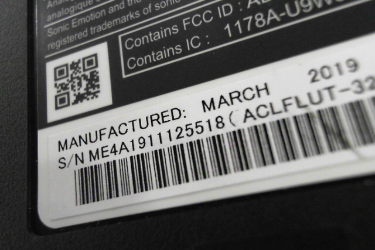 analogique
Sonic Emotion and the
registered trademarks of sonic
Contains FCC ID :
Contains IC : 1178A-U9W
MANUFACTURED: MARCH 2019
S/N ME4A1911125518(ACLFLUT-32